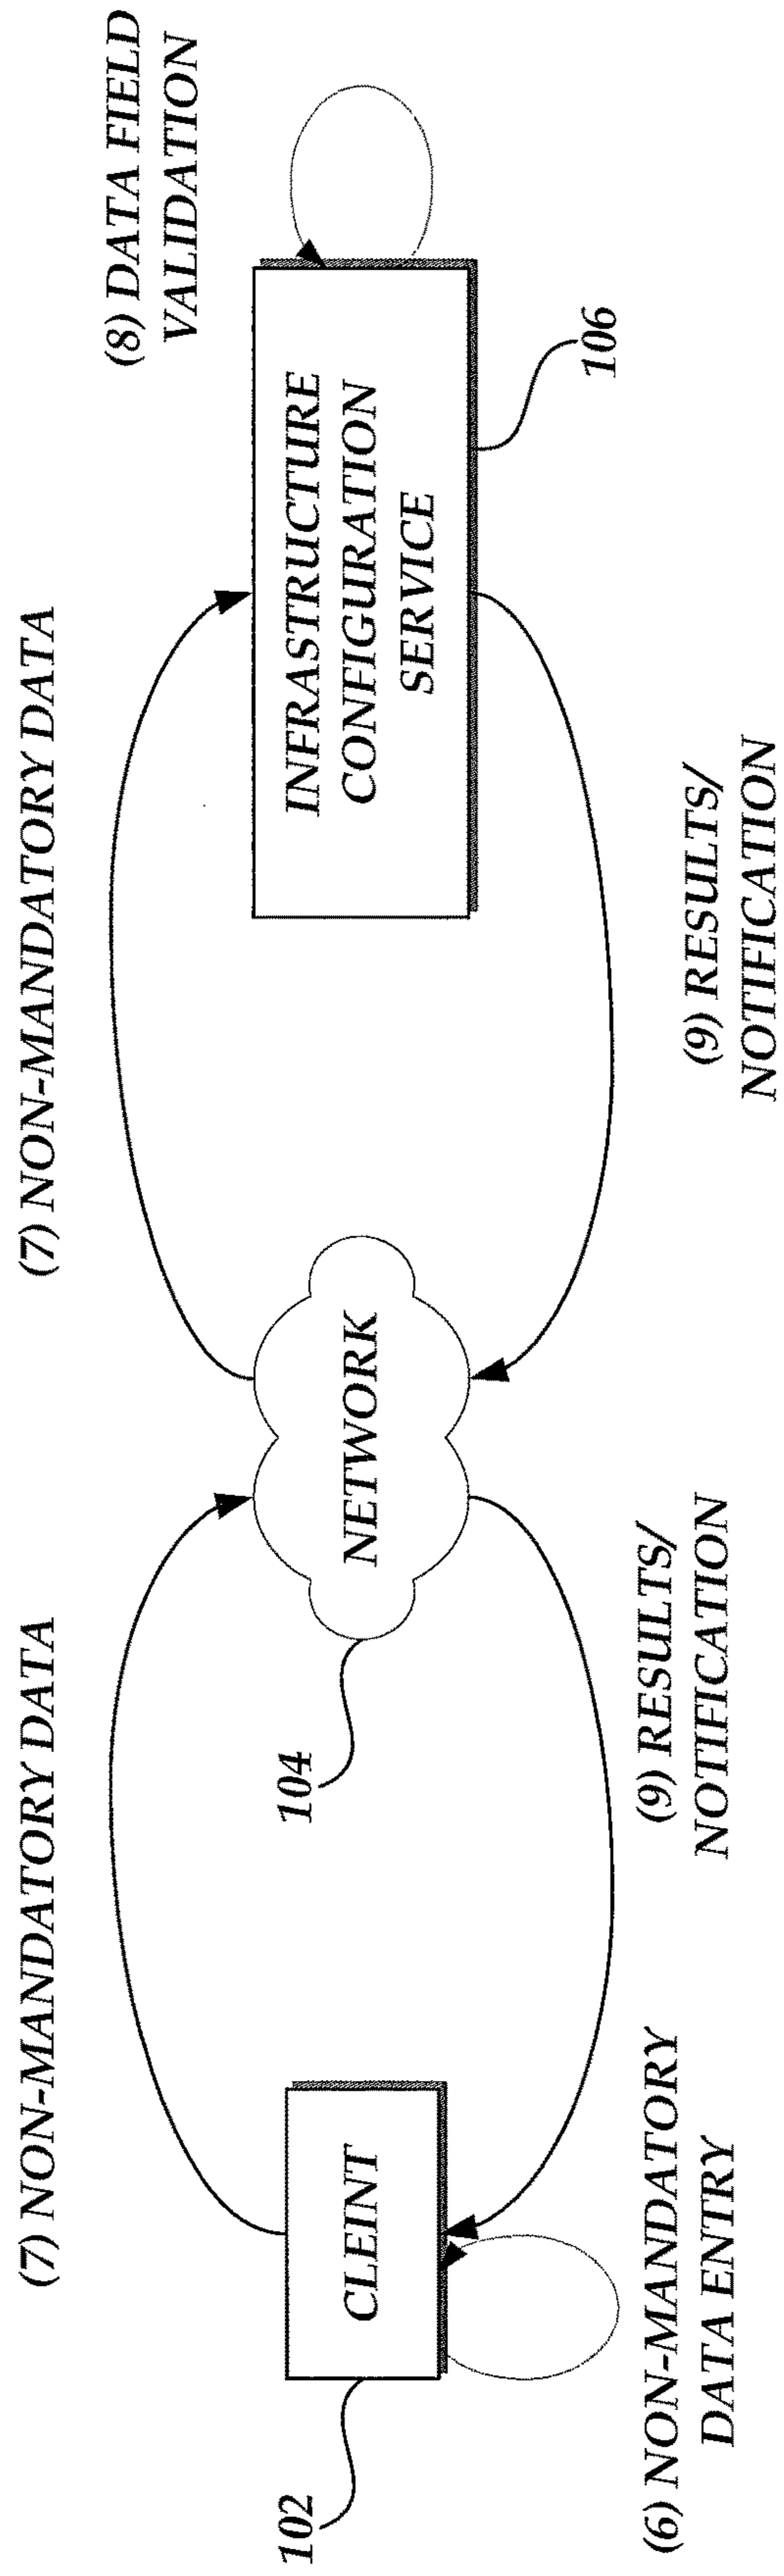 (7) NON-MANDATORY DATA
(7) NON-MANDATORY DATA
(8) DATA FIELD
VALIDATION
102
CLEINT
104
NETWORK
INFRASTRUCTURE
CONFIGURATION
SERVICE
106
(6) NON-MANDATORY
DATA ENTRY
(9) RESULTS/
NOTIFICATION
(9) RESULTS/
NOTIFICATION